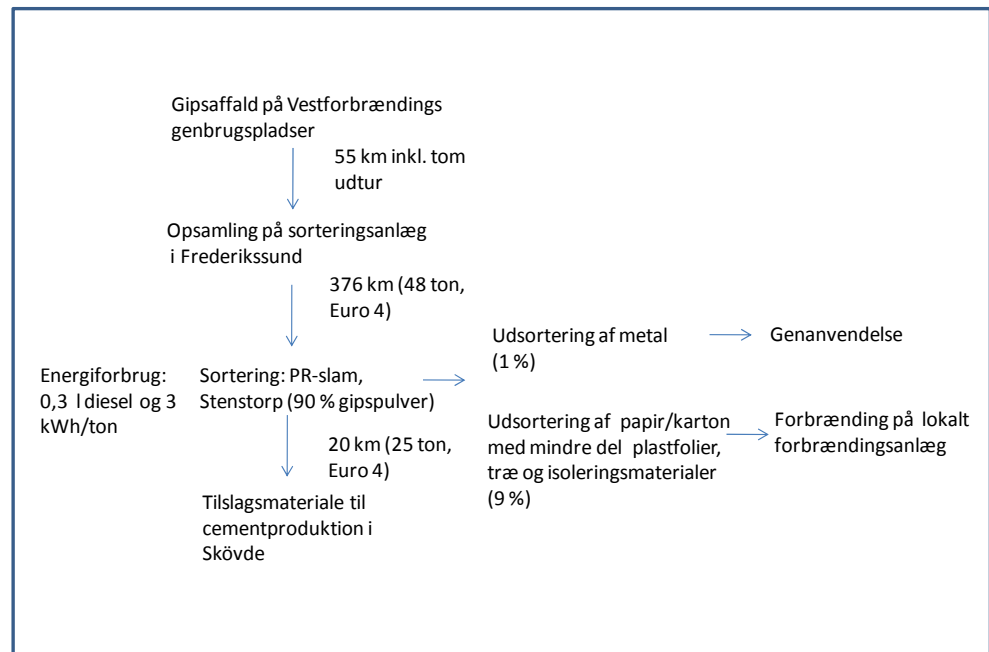 Gipsaffald på Vestforbrændings
genbrugspladser
55 km inkl. tom
udtur
Opsamling på sorteringsanlæg
i Frederikssund
376 km (48 ton,
Euro 4)
Energiforbrug:
0,3 l diesel og 3
kWh/ton
Sortering: PR-slam,
Stenstorp (90 % gipspulver)
Udsortering af metal
(1 %)
Genanvendelse
Udsortering af papir/karton
med mindre del plastfolier,
træ og isoleringsmaterialer
(9 %)
Forbrænding på lokalt
forbrændingsanlæg
20 km (25 ton,
Euro 4)
Tilslagsmateriale til
cementproduktion i
Skövde